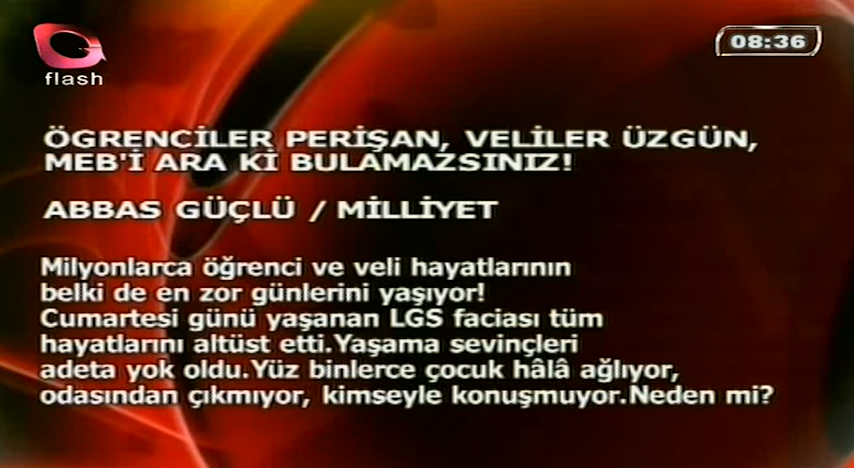 flash
08:36
ÖGRENCİLER PERİŞAN, VELİLER ÜZGÜN,
MEB'İ ARA Kİ BULAMAZSINIZ!
ABBAS GÜÇLÜ / MİLLİYET
Milyonlarca öğrenci ve veli hayatlarının
belki de en zor günlerini yaşıyor!
Cumartesi günü yaşanan LGS faciası tüm
hayatlarını altüst etti.Yaşama sevinçleri
adeta yok oldu.Yüz binlerce çocuk hâlâ ağlıyor,
odasından çıkmıyor, kimseyle konuşmuyor.Neden mi?